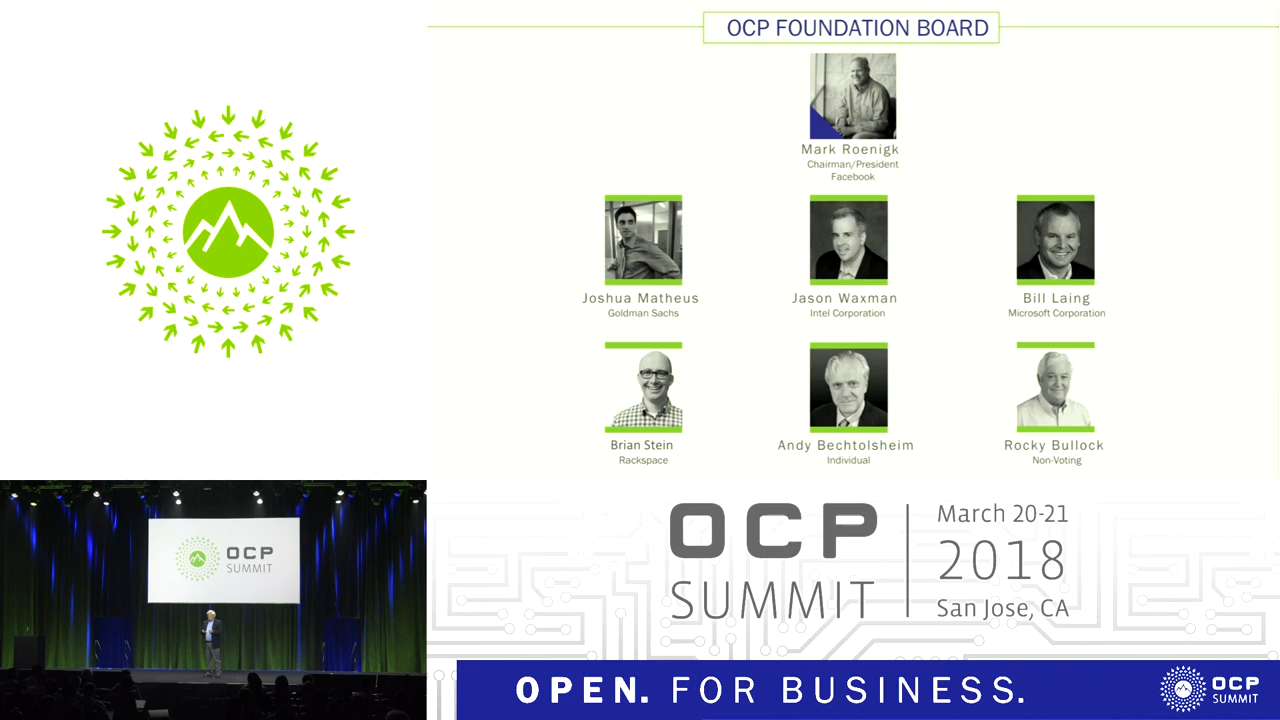 OCP FOUNDATION BOARD
Mark Roenigk
Chairman/President
Facebook
Joshua Matheus
Goldman Sachs
Jason Waxman
Intel Corporation
Bill Laing
Microsoft Corporation
Brian Stein
Rackspace
Andy Bechtolsheim
Individual
Rocky Bullock
Non-Voting
OCP
SUMMIT
OCP
SUMMIT
March 20-21
2018
San Jose, CA
OPEN. FOR BUSINESS.
OCP
SUMMIT